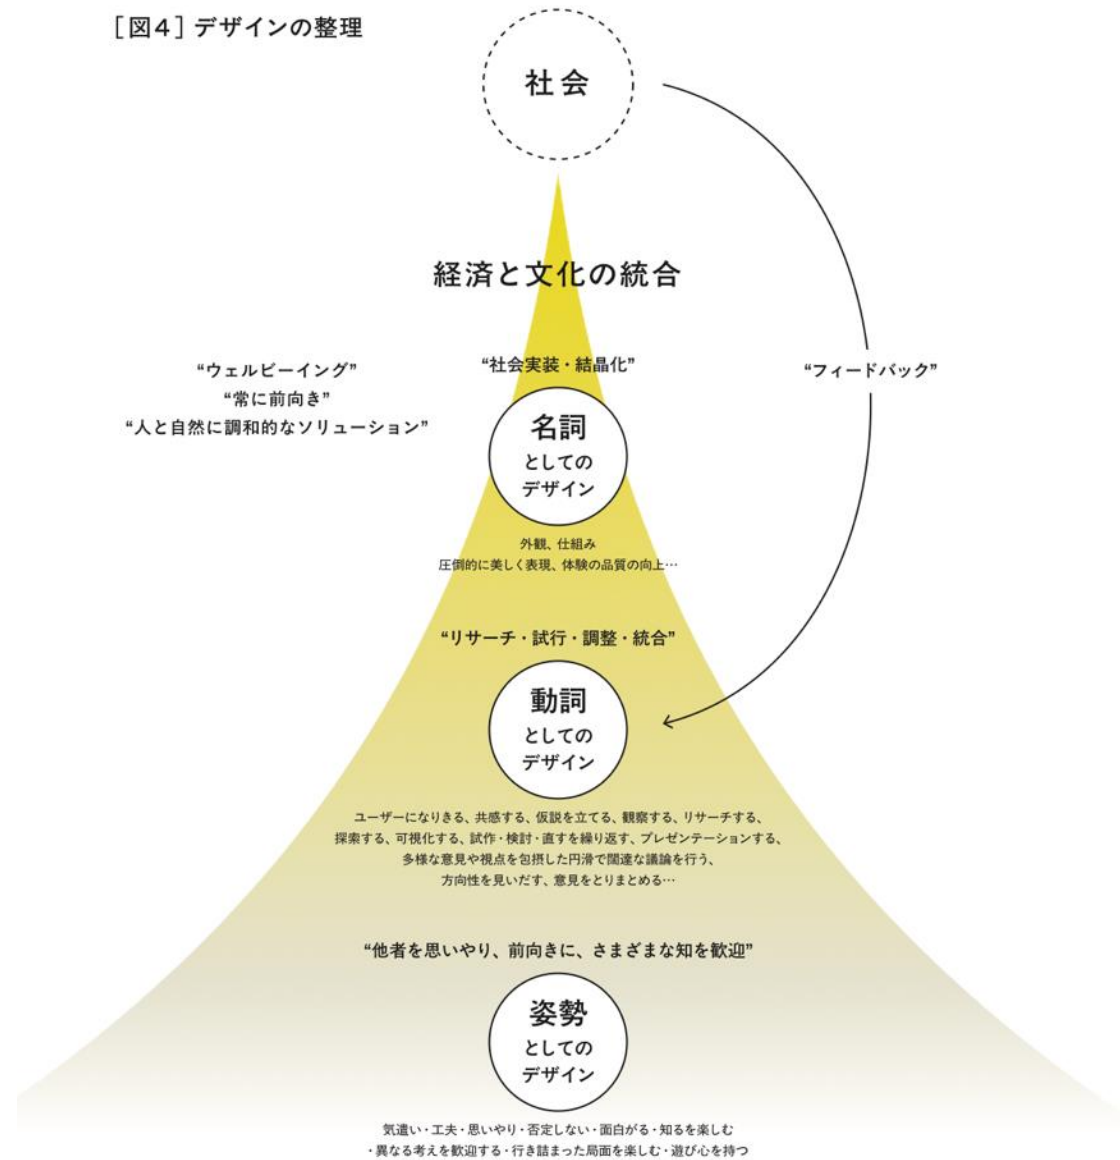 ［図4］デザインの整理
社会
経済と文化の統合
“ウェルビーイング”
“常に前向き”
“人と自然に調和的なソリューション”
“社会実装・結晶化”
“フィードバック”
名詞
としての
デザイン
外観、仕組み
圧倒的に美しく表現、体験の品質の向上…
“リサーチ・試行・調整・統合”
動詞
としての
デザイン
ユーザーになりきる、共感する、仮説を立てる、観察する、リサーチする、
探索する、可視化する、試作・検討・直すを繰り返す、プレゼンテーションする、
多様な意見や視点を包摂した円滑で闊達な議論を行う、
方向性を見いだす、意見をとりまとめる…
“他者を思いやり、前向きに、さまざまな知を歓迎”
姿勢
としての
デザイン
気遣い・工夫・思いやり・否定しない・面白がる・知るを楽しむ
・異なる考えを歓迎する・行き詰まった局面を楽しむ・遊び心を持つ